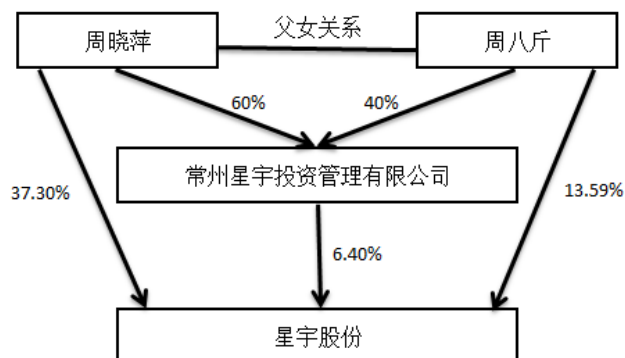 周晓萍
父女关系
周八斤
60%
40%
常州星宇投资管理有限公司
37.30%
13.59%
6.40%
星宇股份